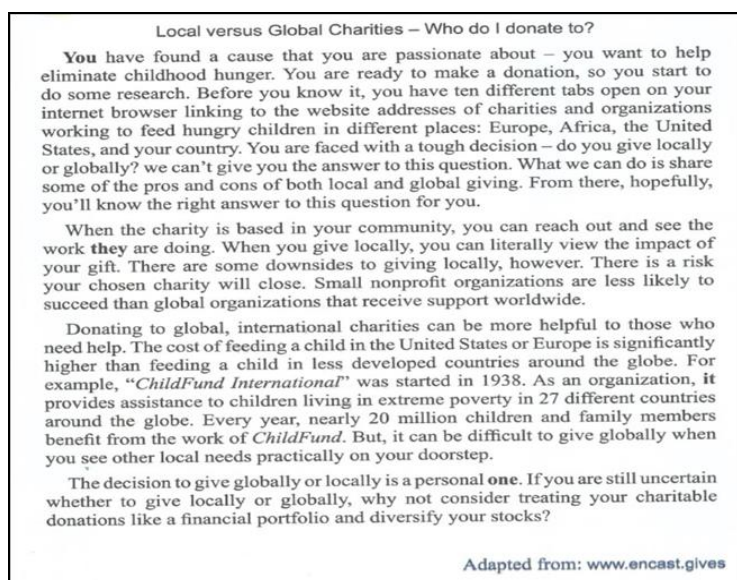 Local versus Global Charities – Who do I donate to?
You have found a cause that you are passionate about – you want to help
eliminate childhood hunger. You are ready to make a donation, so you start to
do some research. Before you know it, you have ten different tabs open on your
internet browser linking to the website addresses of charities and organizations
working to feed hungry children in different places: Europe, Africa, the United
States, and your country. You are faced with a tough decision – do you give locally
or globally? we can't give you the answer to this question. What we can do is share
some of the pros and cons of both local and global giving. From there, hopefully,
you'll know the right answer to this question for you.
When the charity is based in your community, you can reach out and see the
work they are doing. When you give locally, you can literally view the impact of
your gift. There are some downsides to giving locally, however. There is a risk
your chosen charity will close. Small nonprofit organizations are less likely to
succeed than global organizations that receive support worldwide.
Donating to global, international charities can be more helpful to those who
need help. The cost of feeding a child in the United States or Europe is significantly
higher than feeding a child in less developed countries around the globe. For
example, “ChildFund International” was started in 1938. As an organization, it
provides assistance to children living in extreme poverty in 27 different countries
around the globe. Every year, nearly 20 million children and family members
benefit from the work of ChildFund. But, it can be difficult to give globally when
you see other local needs practically on your doorstep.
The decision to give globally or locally is a personal one. If you are still uncertain
whether to give locally or globally, why not consider treating your charitable
donations like a financial portfolio and diversify your stocks?
Adapted from: www.encast.gives